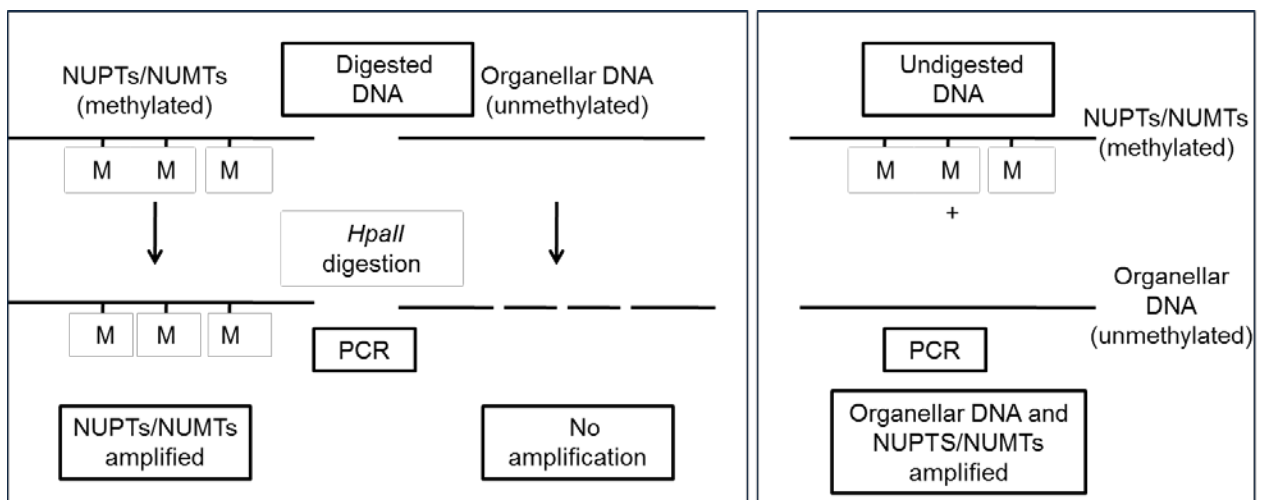 NUPTs/NUMTs
(methylated)
Digested
DNA
Organellar DNA
(unmethylated)
M M M
HpaII
digestion
M M M
PCR
NUPTs/NUMTs
amplified
No
amplification
Undigested
DNA
NUPTs/NUMTs
(methylated)
M M M
+
Organellar
DNA
(unmethylated)
PCR
Organellar DNA and
NUPTS/NUMTs
amplified